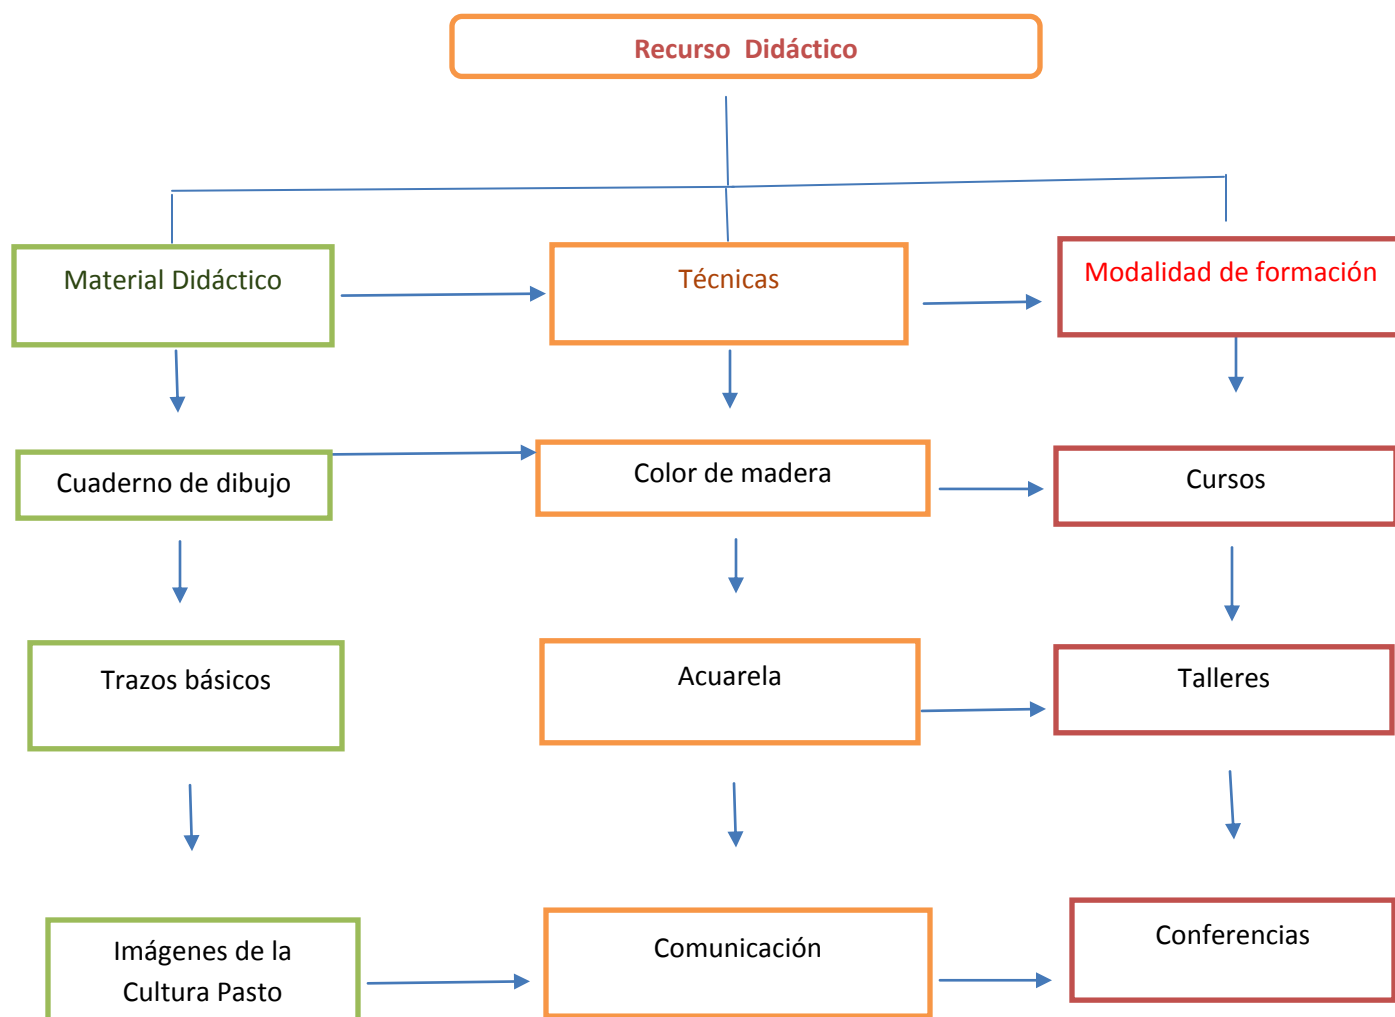 Recurso Didáctico
Material Didáctico
Técnicas
Modalidad de formación
Cuaderno de dibujo
Color de madera
Cursos
Trazos básicos
Acuarela
Talleres
Imágenes de la
Cultura Pasto
Comunicación
Conferencias